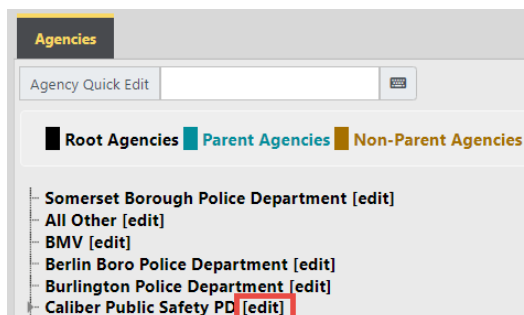 Agencies
Agency Quick Edit
Root Agencies Parent Agencies Non-Parent Agencies
Somerset Borough Police Department [edit]
All Other [edit]
BMV [edit]
Berlin Boro Police Department [edit]
Burlington Police Department [edit]
Caliber Public Safety PD [edit]